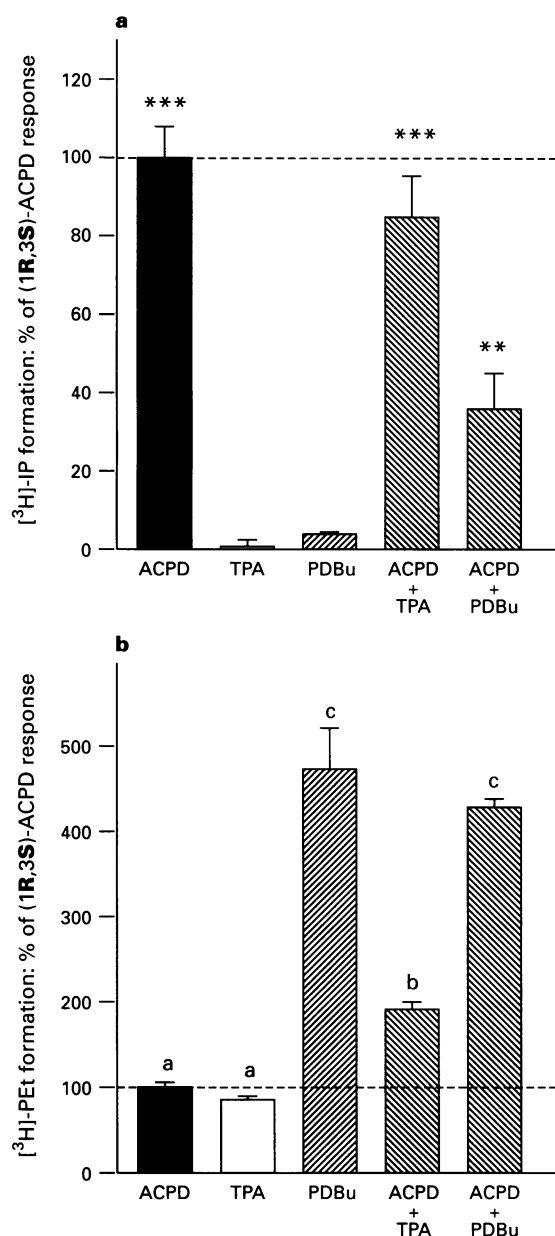 a
[³H]-IP formation: % of (1R,3S)-ACPD response
120
100
80
60
40
20
0
***
***
**
ACPD
TPA
PDBu
ACPD
+
TPA
ACPD
+
PDBu
b
[³H]-PEt formation: % of (1R,3S)-ACPD response
500
400
300
200
100
0
a
a
c
b
c
ACPD
TPA
PDBu
ACPD
+
TPA
ACPD
+
PDBu